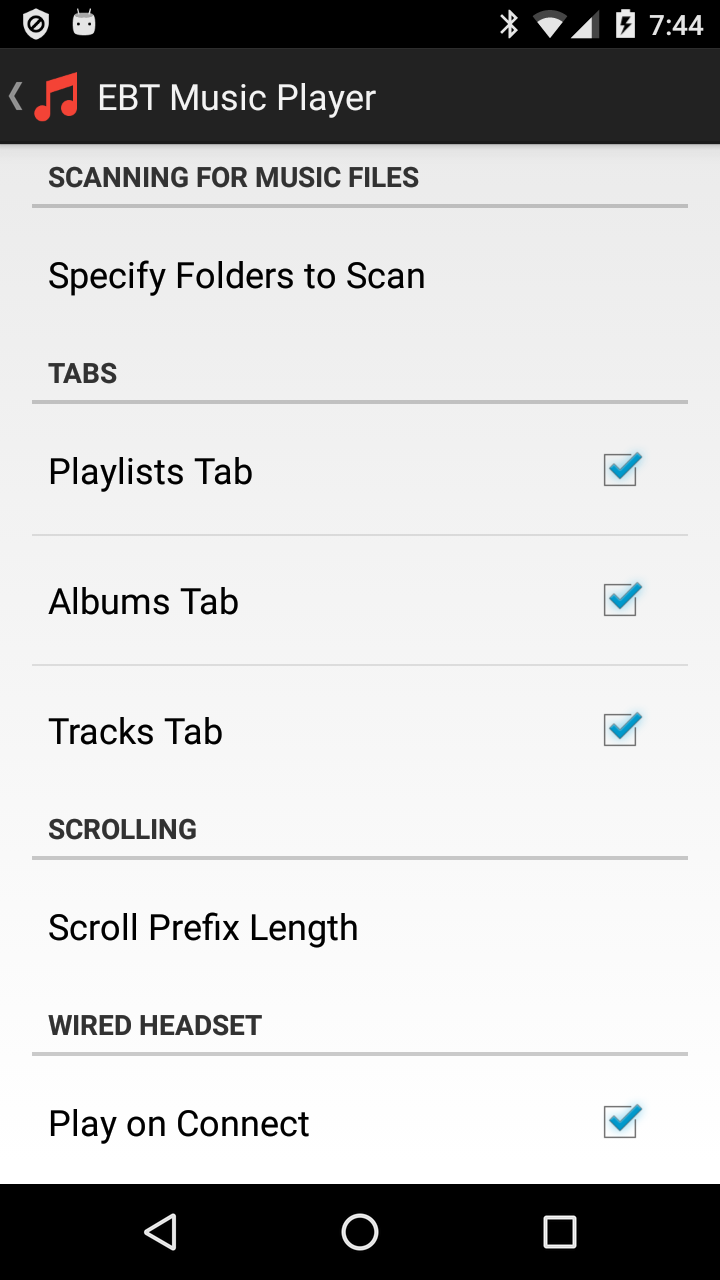 7:44
EBT Music Player
SCANNING FOR MUSIC FILES
Specify Folders to Scan
TABS
Playlists Tab
Albums Tab
Tracks Tab
SCROLLING
Scroll Prefix Length
WIRED HEADSET
Play on Connect